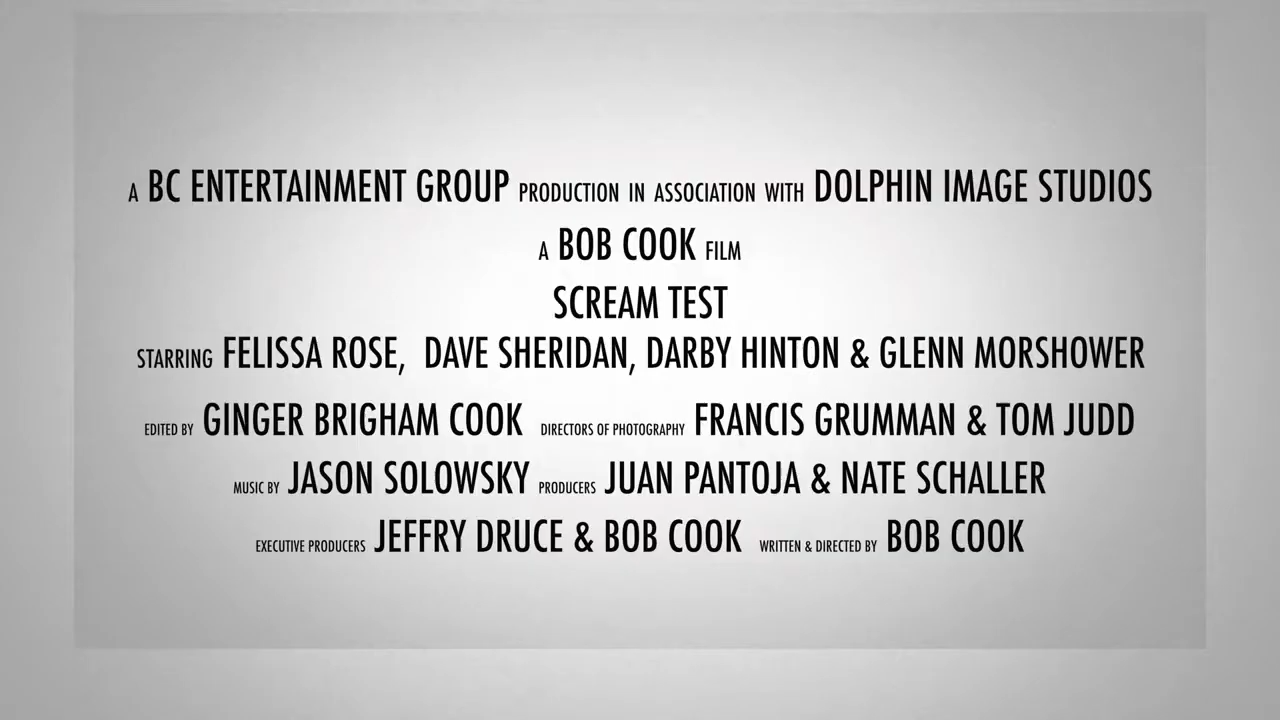 A BC ENTERTAINMENT GROUP PRODUCTION IN ASSOCIATION WITH DOLPHIN IMAGE STUDIOS
A BOB COOK FILM
SCREAM TEST
STARRING FELISSA ROSE, DAVE SHERIDAN, DARBY HINTON & GLENN MORSHOWER
EDITED BY GINGER BRIGHAM COOK DIRECTORS OF PHOTOGRAPHY FRANCIS GRUMMAN & TOM JUDD
MUSIC BY JASON SOLOWSKY PRODUCERS JUAN PANTOJA & NATE SCHALLER
EXECUTIVE PRODUCERS JEFFRY DRUCE & BOB COOK WRITTEN & DIRECTED BY BOB COOK